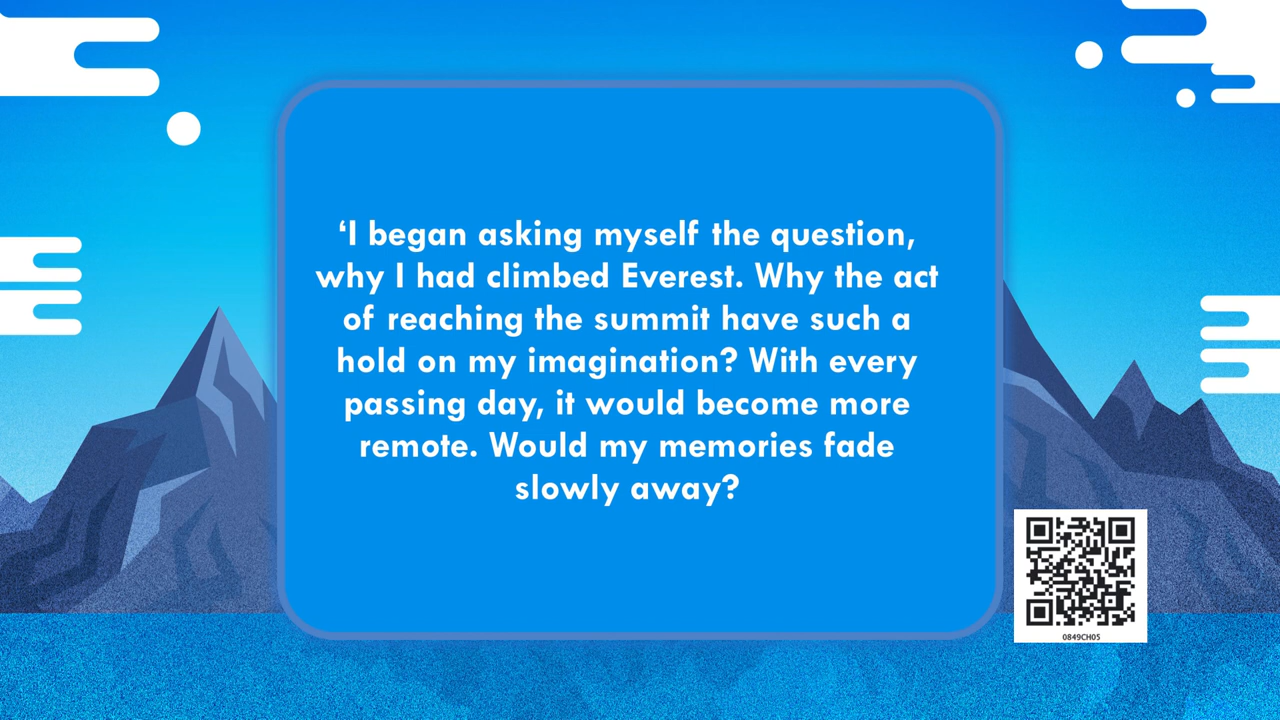 ‘I began asking myself the question,
why I had climbed Everest. Why the act
of reaching the summit have such a
hold on my imagination? With every
passing day, it would become more
remote. Would my memories fade
slowly away?
0849CH05